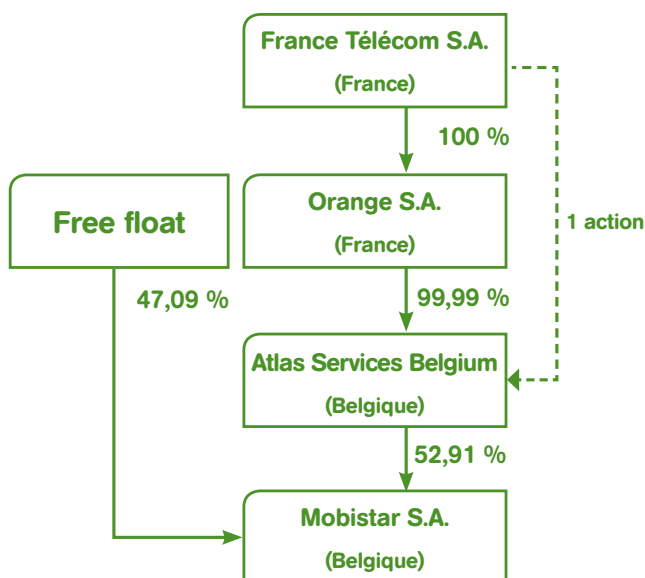 France Télécom S.A.
(France)
100 %
Free float
Orange S.A.
(France)
1 action
47,09 %
99,99 %
Atlas Services Belgium
(Belgique)
52,91 %
Mobistar S.A.
(Belgique)